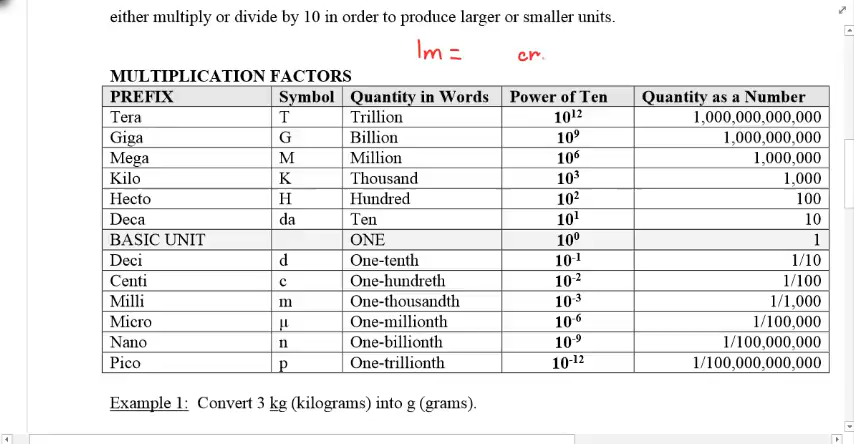 either multiply or divide by 10 in order to produce larger or smaller units.
1m = cm
MULTIPLICATION FACTORS
PREFIX Symbol Quantity in Words Power of Ten Quantity as a Number
Tera T Trillion 10¹² 1,000,000,000,000
Giga G Billion 10⁹ 1,000,000,000
Mega M Million 10⁶ 1,000,000
Kilo K Thousand 10³ 1,000
Hecto H Hundred 10² 100
Deca da Ten 10¹ 10
BASIC UNIT ONE 10⁰ 1
Deci d One-tenth 10⁻¹ 1/10
Centi c One-hundreth 10⁻² 1/100
Milli m One-thousandth 10⁻³ 1/1,000
Micro μ One-millionth 10⁻⁶ 1/100,000
Nano n One-billionth 10⁻⁹ 1/100,000,000
Pico p One-trillionth 10⁻¹² 1/100,000,000,000
Example 1: Convert 3 kg (kilograms) into g (grams).